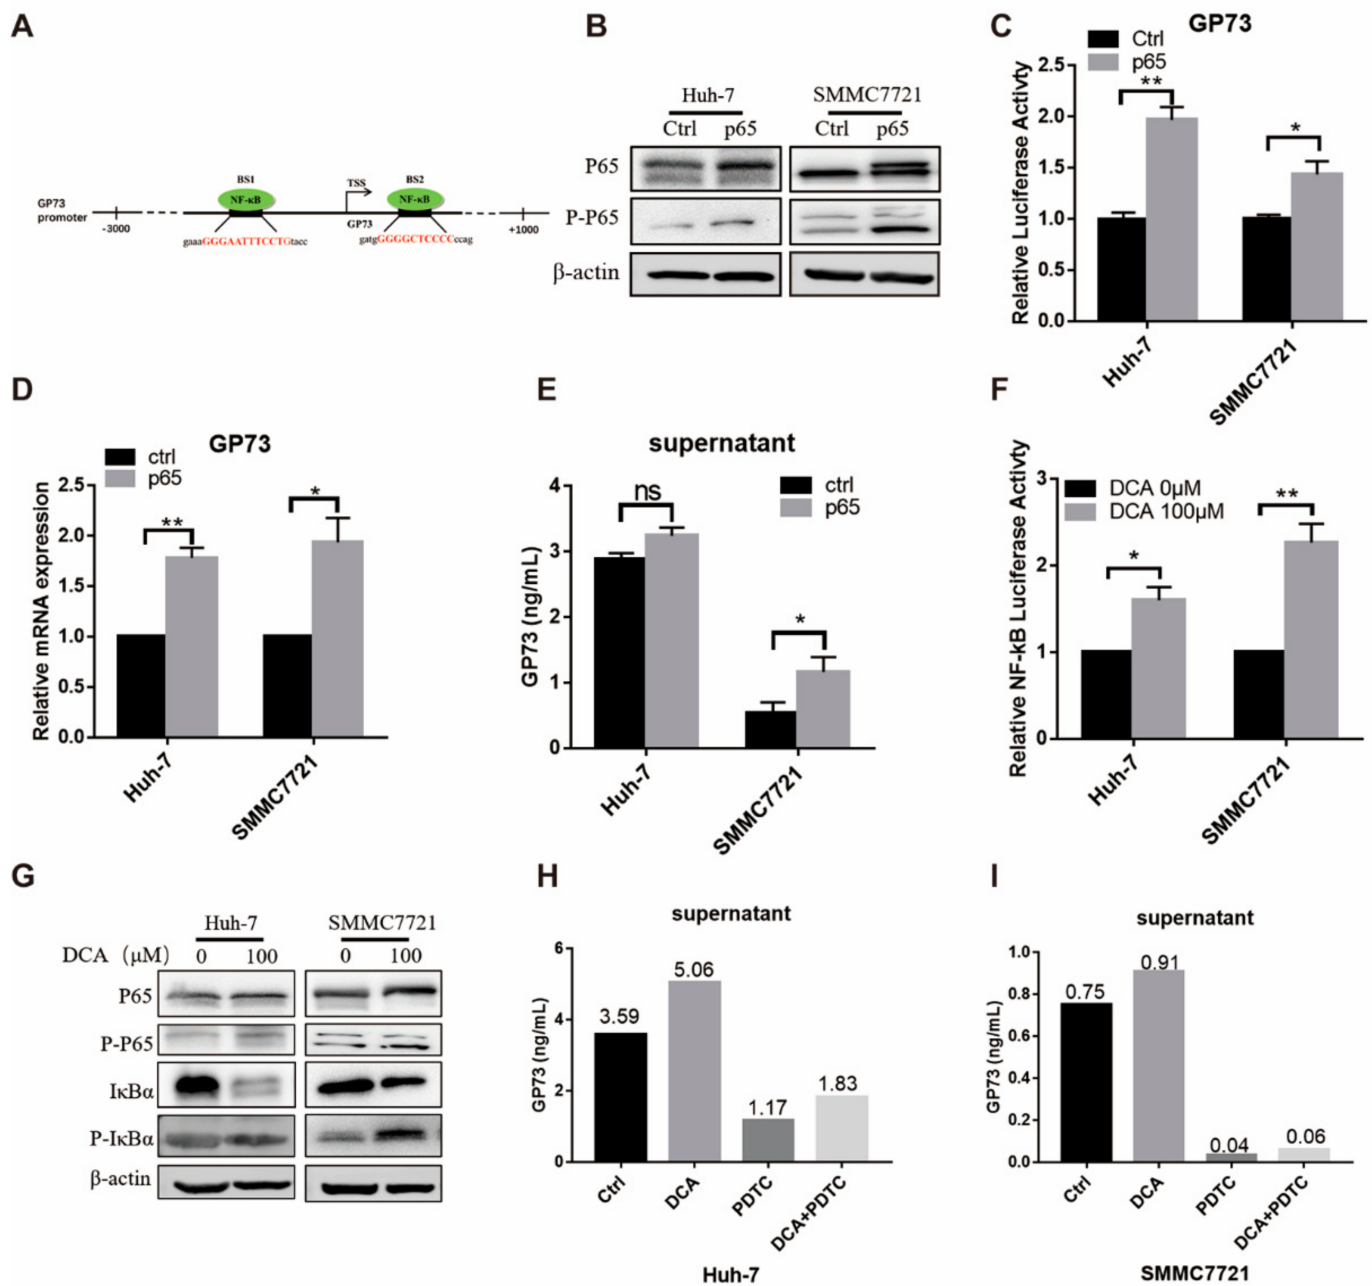 A
BS1
NF-κB
TSS
BS2
NF-κB
GP73
promoter
-3000
GP73
+1000
gaaaGGGAATTTCCTGtacc
gatgGGGGCTCCCCccag
B
Huh-7
SMMC7721
Ctrl
p65
Ctrl
p65
P65
P-P65
β-actin
C
GP73
Ctrl
p65
Relative Luciferase Activty
2.5
2.0
1.5
1.0
0.5
0.0
**
*
Huh-7
SMMC7721
D
GP73
ctrl
p65
Relative mRNA expression
2.5
2.0
1.5
1.0
0.5
0.0
**
*
Huh-7
SMMC7721
E
supernatant
ctrl
p65
GP73 (ng/mL)
4
3
2
1
0
ns
*
Huh-7
SMMC7721
F
DCA 0μM
DCA 100μM
Relative NF-kB Luciferase Activty
3
2
1
0
*
**
Huh-7
SMMC7721
G
Huh-7
SMMC7721
DCA (μM)
0
100
0
100
P65
P-P65
IκBα
P-IκBα
β-actin
H
supernatant
GP73 (ng/mL)
6
4
2
0
3.59
5.06
1.17
1.83
Ctrl
DCA
PDTC
DCA+PDTC
Huh-7
I
supernatant
GP73 (ng/mL)
1.0
0.8
0.6
0.4
0.2
0.0
0.75
0.91
0.04
0.06
Ctrl
DCA
PDTC
DCA+PDTC
SMMC7721